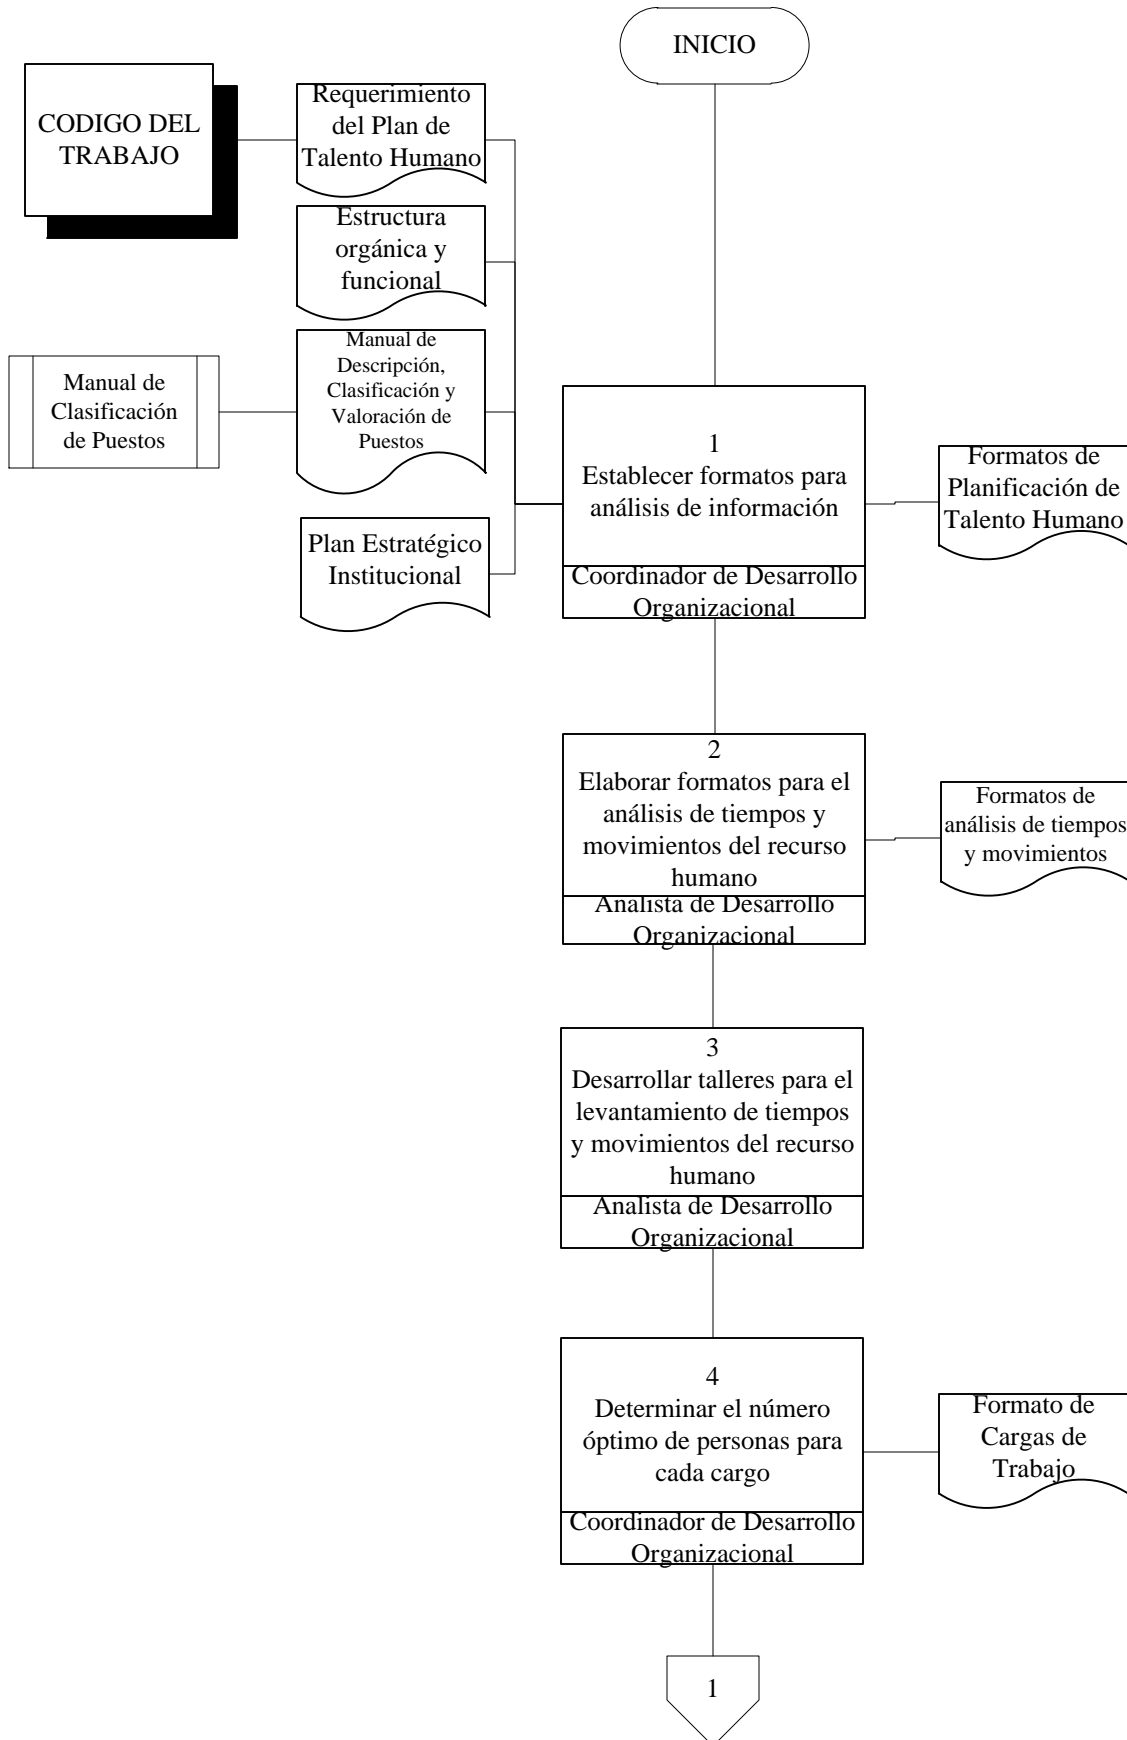 INICIO
CODIGO DEL
TRABAJO
Requerimiento
del Plan de
Talento Humano
Estructura
orgánica y
funcional
Manual de
Clasificación
de Puestos
Manual de
Descripción,
Clasificación y
Valoración de
Puestos
Plan Estratégico
Institucional
1
Establecer formatos para
análisis de información
Coordinador de Desarrollo
Organizacional
Formatos de
Planificación de
Talento Humano
2
Elaborar formatos para el
análisis de tiempos y
movimientos del recurso
humano
Analista de Desarrollo
Organizacional
Formatos de
análisis de tiempos
y movimientos
3
Desarrollar talleres para el
levantamiento de tiempos
y movimientos del recurso
humano
Analista de Desarrollo
Organizacional
4
Determinar el número
óptimo de personas para
cada cargo
Coordinador de Desarrollo
Organizacional
Formato de
Cargas de
Trabajo
1